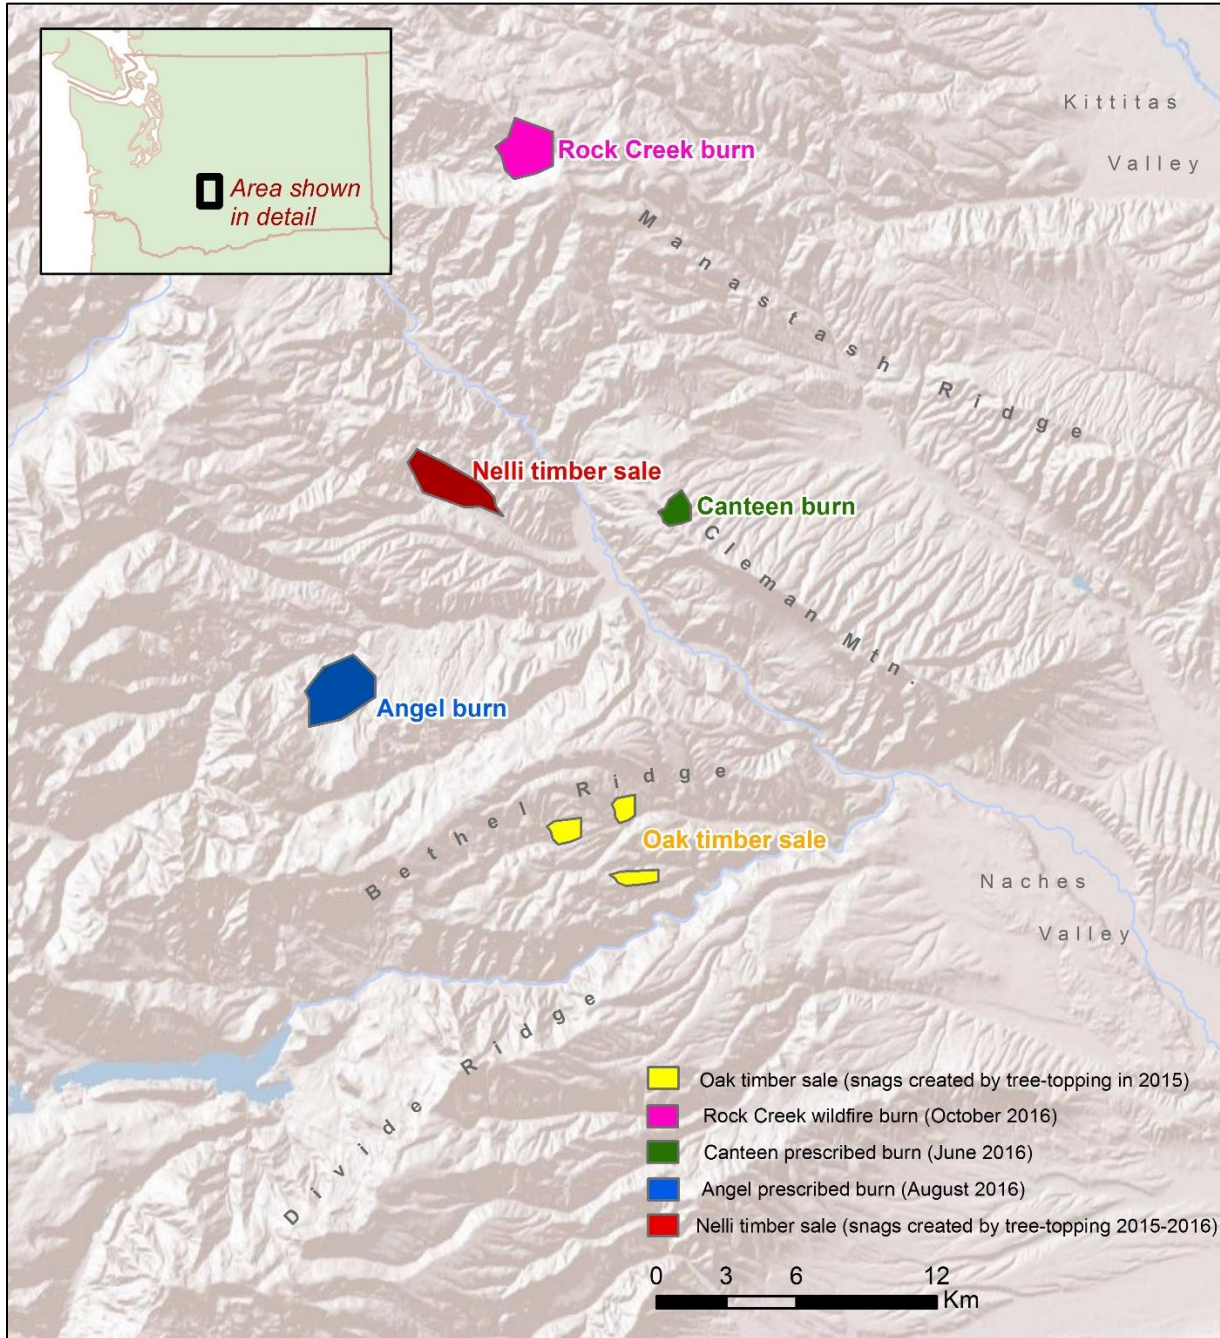 Area shown
in detail
Kittitas
Valley
Rock Creek burn
Manastash Ridge
Nelli timber sale
Canteen burn
Cleman Mtn.
Angel burn
Bethel Ridge
Oak timber sale
Naches
Valley
Divide Ridge
Oak timber sale (snags created by tree-topping in 2015)
Rock Creek wildfire burn (October 2016)
Canteen prescribed burn (June 2016)
Angel prescribed burn (August 2016)
Nelli timber sale (snags created by tree-topping 2015-2016)
0 3 6 12
Km